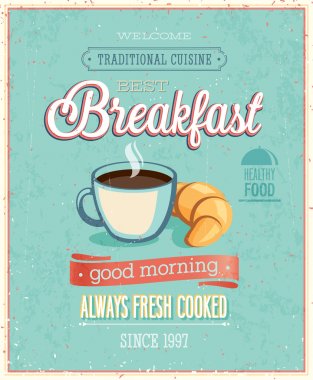 WELCOME
TRADITIONAL CUISINE
BEST
Breakfast
HEALTHY
FOOD
good morning
ALWAYS FRESH COOKED
SINCE 1997